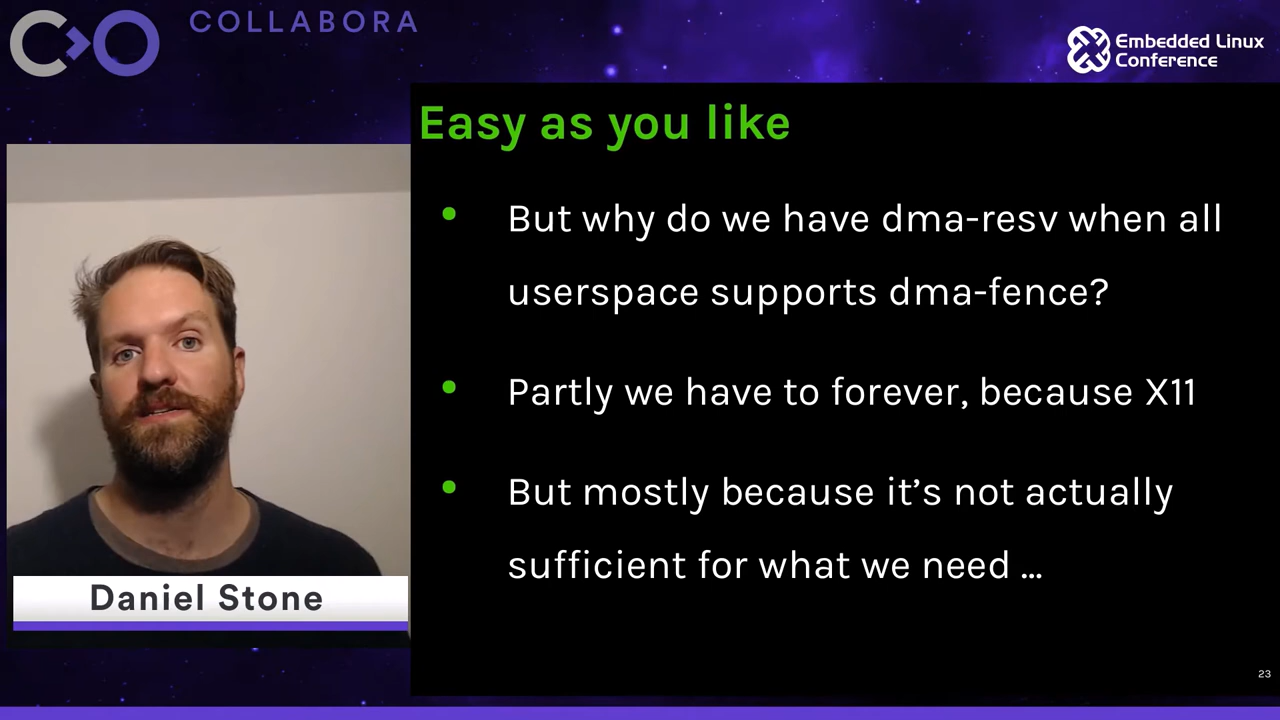 COLLABORA
Embedded Linux
Conference
Easy as you like
• But why do we have dma-resv when all
userspace supports dma-fence?
• Partly we have to forever, because X11
• But mostly because it’s not actually
sufficient for what we need ...
Daniel Stone
23